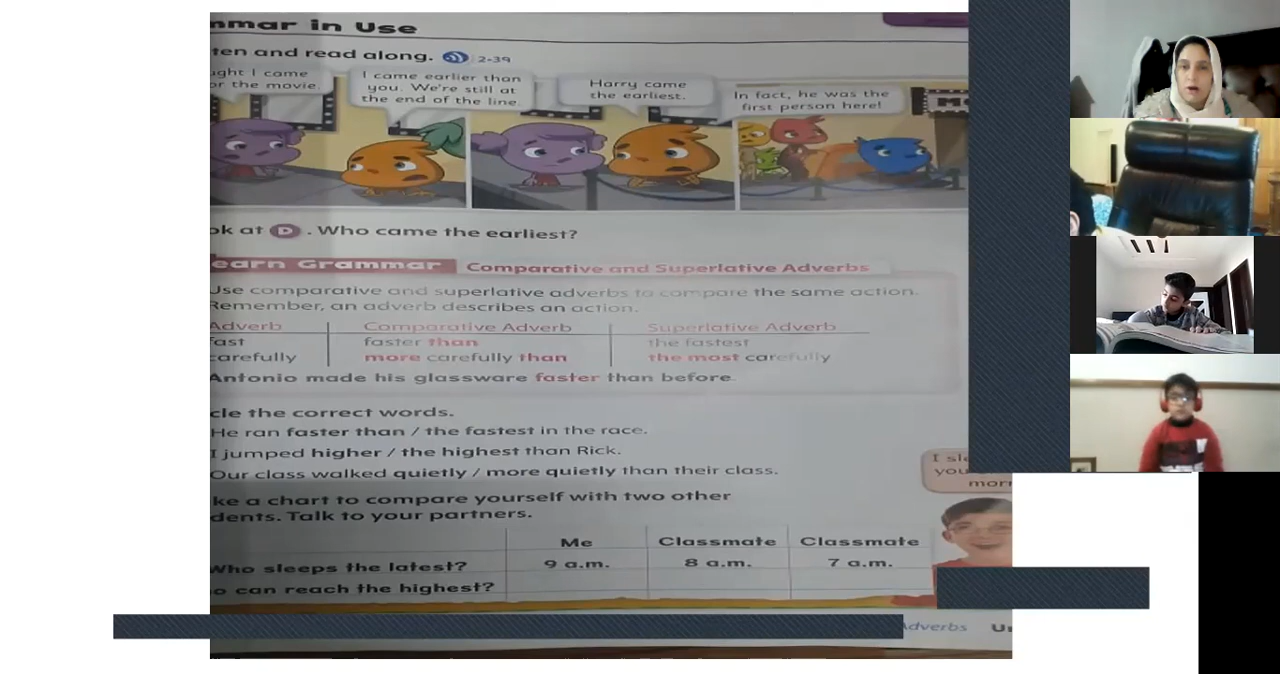 mmar in Use
ten and read along. 2-39
ught I came
or the movie.
I came earlier than
you. We're still at
the end of the line.
Harry came
the earliest.
In fact, he was the
first person here!
MO
ok at D. Who came the earliest?
earn Grammar Comparative and Superlative Adverbs
Use comparative and superlative adverbs to compare the same action.
Remember, an adverb describes an action.
Adverb Comparative Adverb Superlative Adverb
fast faster than the fastest
carefully more carefully than the most carefully
Antonio made his glassware faster than before.
cle the correct words.
He ran faster than / the fastest in the race.
I jumped higher / the highest than Rick.
Our class walked quietly / more quietly than their class.
I sl
you
morn
ke a chart to compare yourself with two other
dents. Talk to your partners.
Me Classmate Classmate
Who sleeps the latest? 9 a.m. 8 a.m. 7 a.m.
o can reach the highest?
Adverbs Un